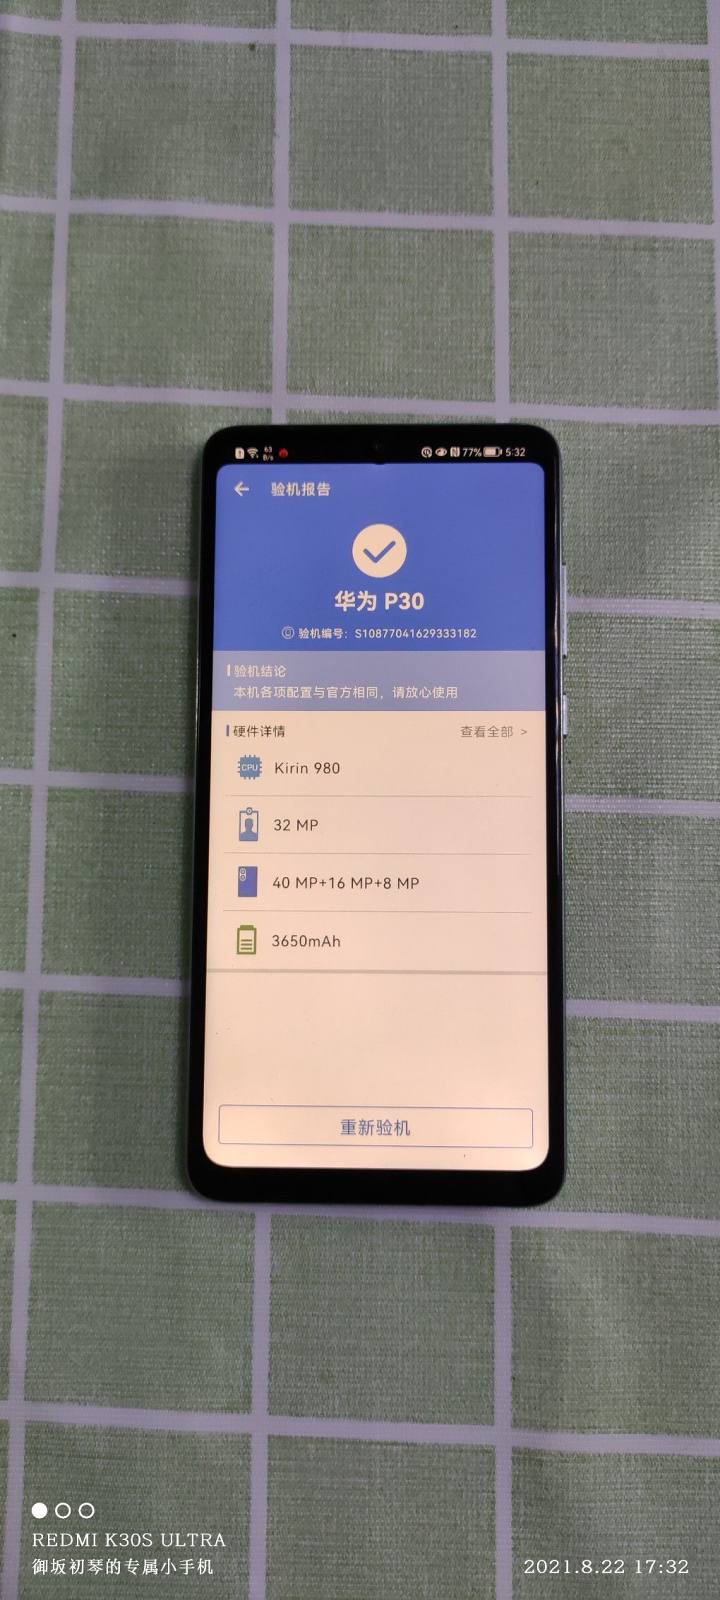 63
B/s
77%
5:32
验机报告
华为 P30
验机编号：S10877041629333182
验机结论
本机各项配置与官方相同，请放心使用
硬件详情
查看全部 >
CPU
Kirin 980
32 MP
40 MP+16 MP+8 MP
3650mAh
重新验机
REDMI K30S ULTRA
御坂初琴的专属小手机
2021.8.22 17:32